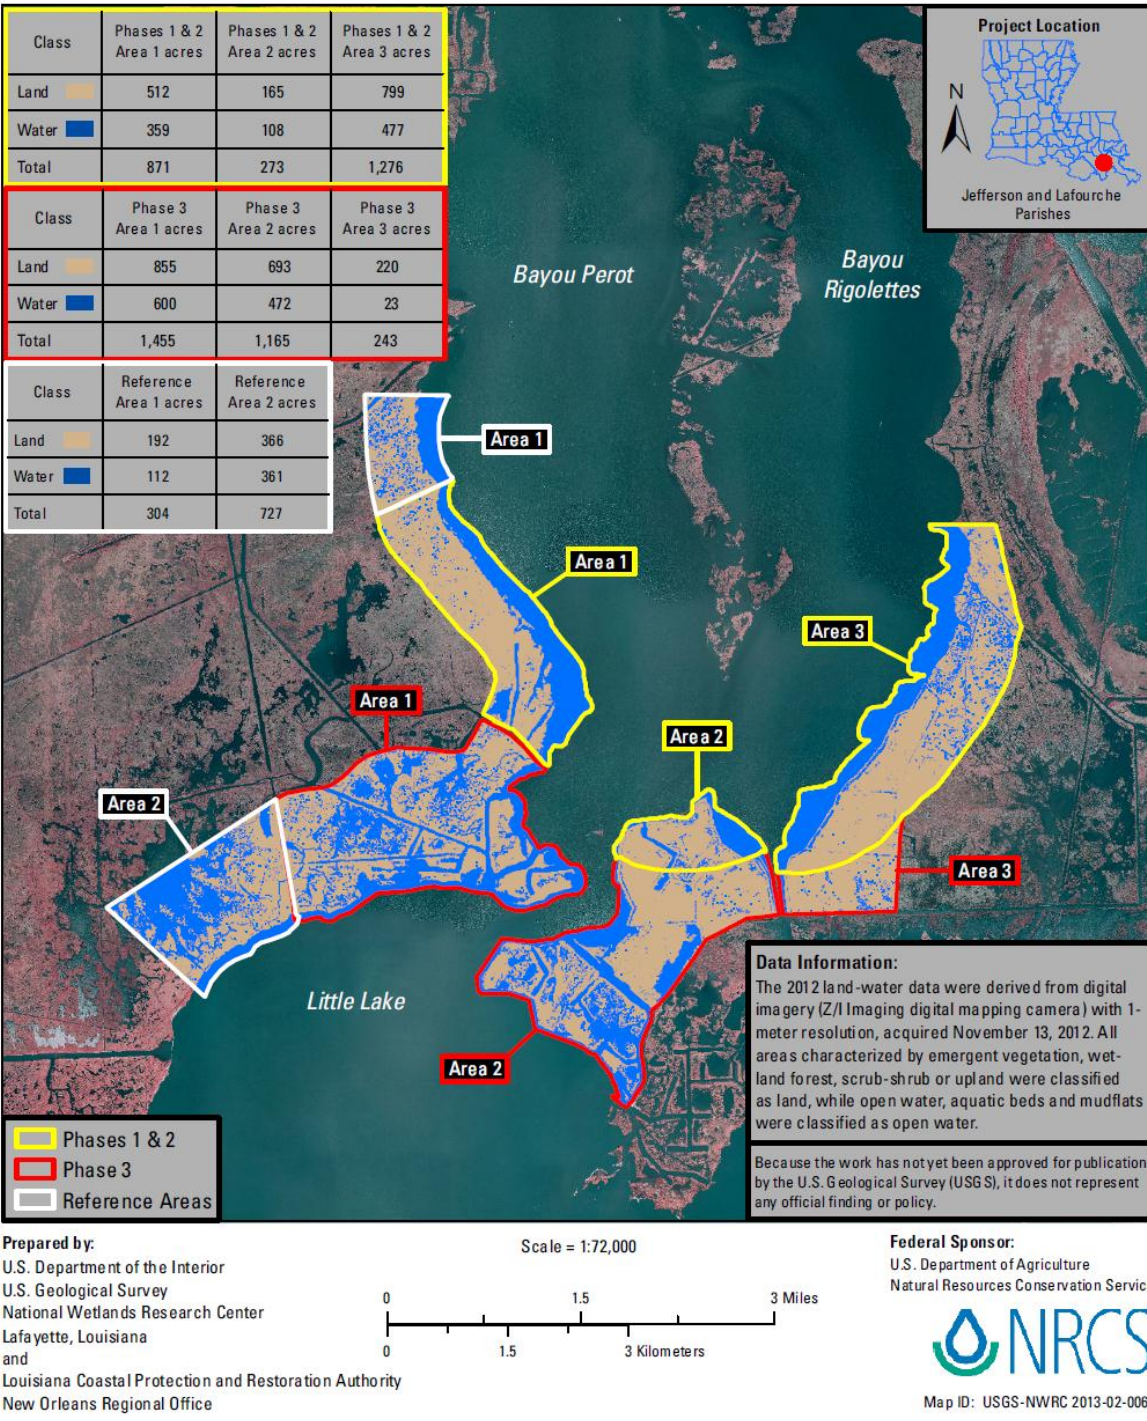 Class Phases 1 & 2 Area 1 acres Phases 1 & 2 Area 2 acres Phases 1 & 2 Area 3 acres
Land 512 165 799
Water 359 108 477
Total 871 273 1,276
Class Phase 3 Area 1 acres Phase 3 Area 2 acres Phase 3 Area 3 acres
Land 855 693 220
Water 600 472 23
Total 1,455 1,165 243
Class Reference Area 1 acres Reference Area 2 acres
Land 192 366
Water 112 361
Total 304 727
Project Location
N
Jefferson and Lafourche
Parishes
Bayou Perot
Bayou
Rigolettes
Area 1
Area 1
Area 3
Area 1
Area 2
Area 2
Area 3
Little Lake
Area 2
Data Information:
The 2012 land-water data were derived from digital
imagery (Z/I Imaging digital mapping camera) with 1-
meter resolution, acquired November 13, 2012. All
areas characterized by emergent vegetation, wet-
land forest, scrub-shrub or upland were classified
as land, while open water, aquatic beds and mudflats
were classified as open water.
Because the work has not yet been approved for publication
by the U.S. Geological Survey (USGS), it does not represent
any official finding or policy.
Phases 1 & 2
Phase 3
Reference Areas
Prepared by:
U.S. Department of the Interior
U.S. Geological Survey
National Wetlands Research Center
Lafayette, Louisiana
and
Louisiana Coastal Protection and Restoration Authority
New Orleans Regional Office
Scale = 1:72,000
0 1.5 3 Miles
0 1.5 3 Kilometers
Federal Sponsor:
U.S. Department of Agriculture
Natural Resources Conservation Servic
NRCS
Map ID: USGS-NWRC 2013-02-006